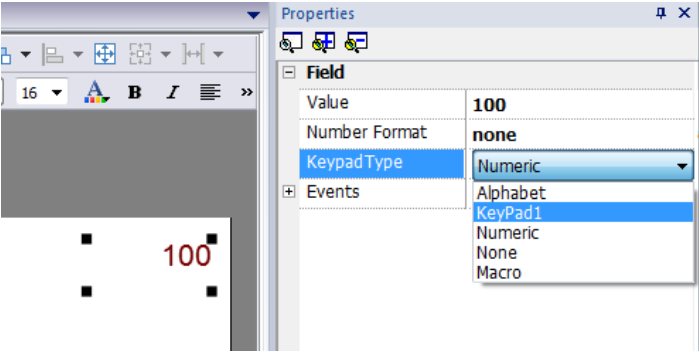 Properties
16 A B I »
Field
Value 100
Number Format none
KeypadType Numeric
Events
Alphabet
KeyPad1
Numeric
None
Macro
100